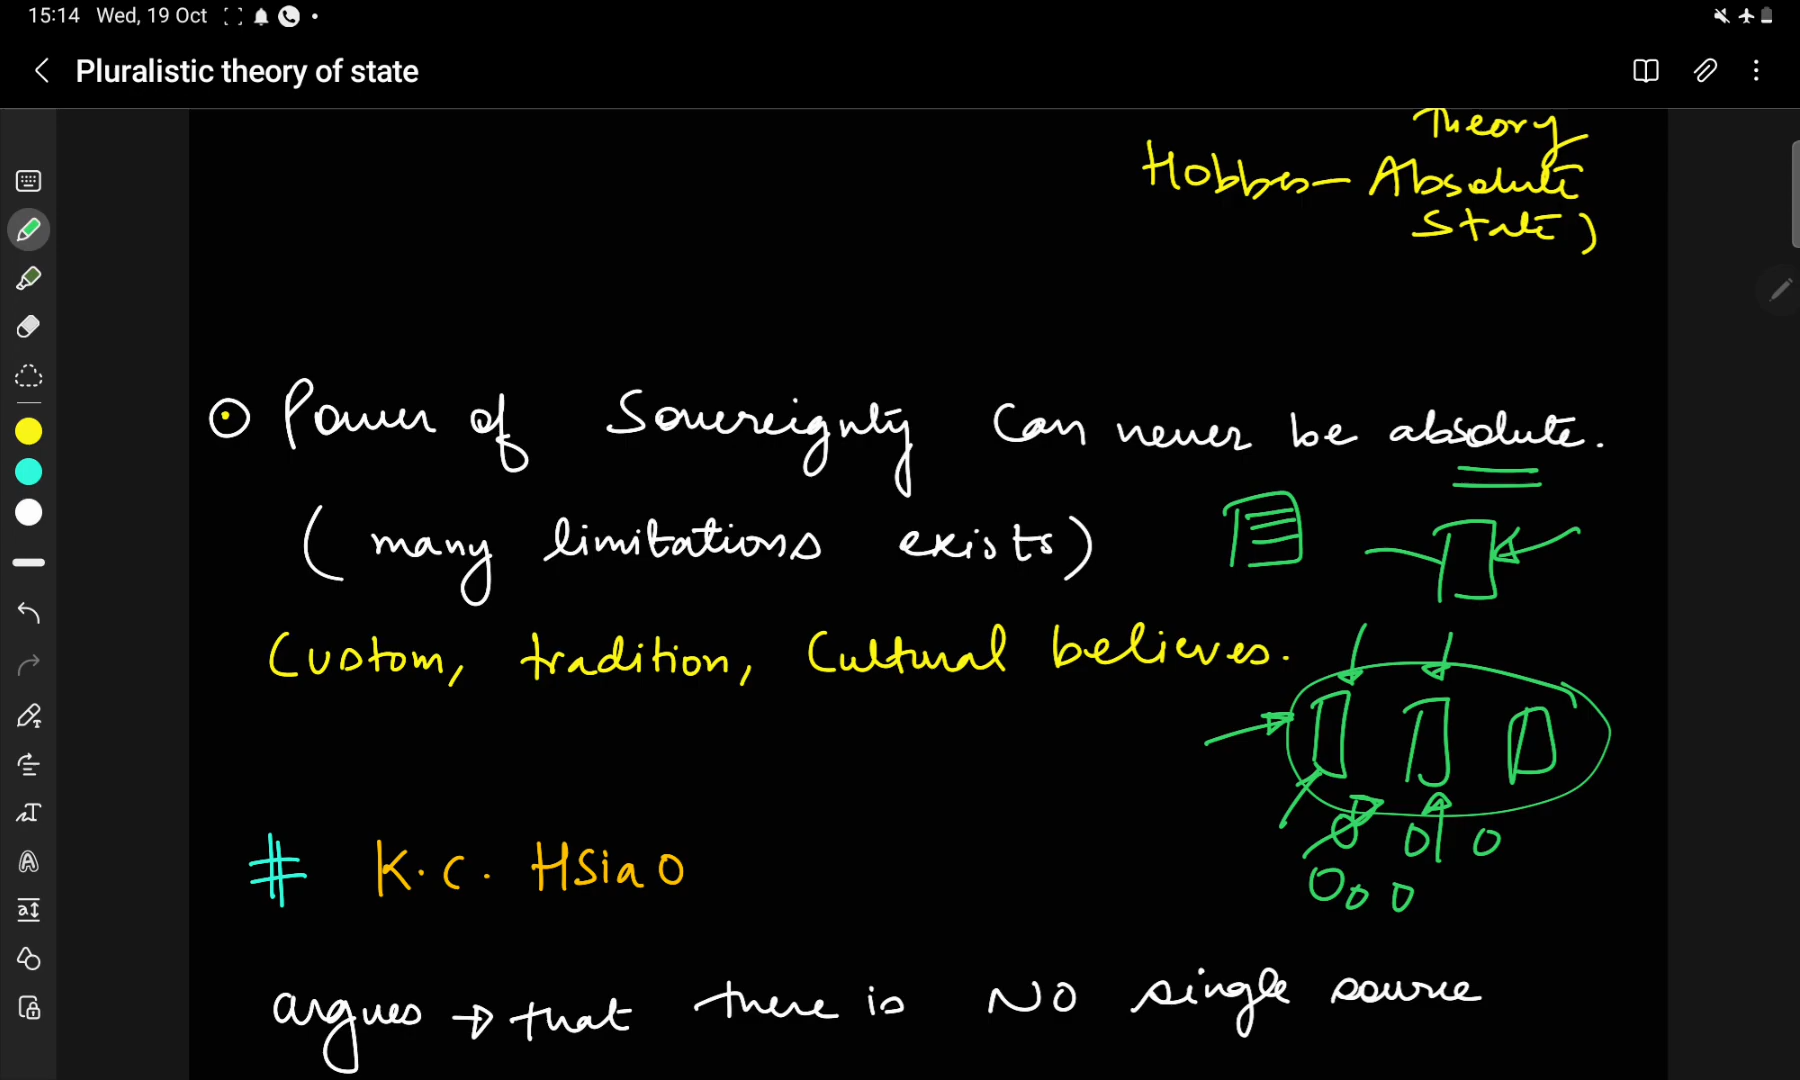 15:14 Wed, 19 Oct
Pluralistic theory of state
Theory
Hobbes- Absolute
State)
Power of Sovereignty Can never be absolute.
( many limitations exists)
Custom, tradition, Cultural believes.
# K.C. HSiaO
argues → that there is NO single source